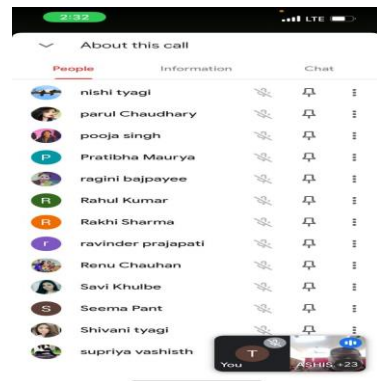 2:32 LTE
About this call
People Information Chat
nishi tyagi
parul Chaudhary
pooja singh
P Pratibha Maurya
ragini bajpayee
R Rahul Kumar
R Rakhi Sharma
r ravinder prajapati
Renu Chauhan
Savi Khulbe
S Seema Pant
Shivani tyagi
supriya vashisth
T
You ASHIS.. +23